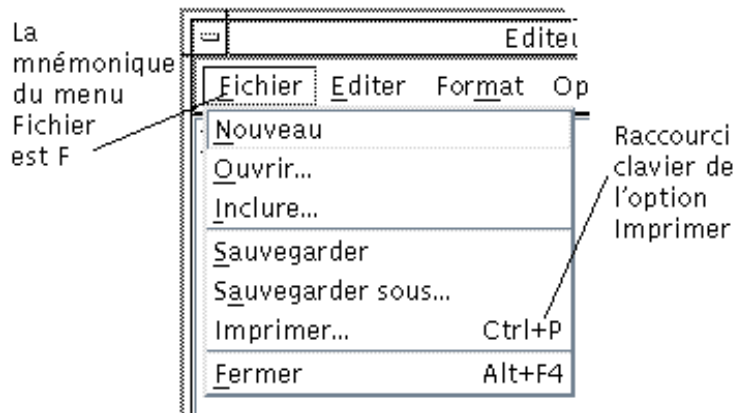 La
mnémonique
du menu
Fichier
est F
Editeu
Fichier Editer Format Op
Nouveau
Ouvrir...
Inclure...
Sauvegarder
Sauvegarder sous...
Imprimer... Ctrl+P
Fermer Alt+F4
Raccourci
clavier de
l'option
Imprimer